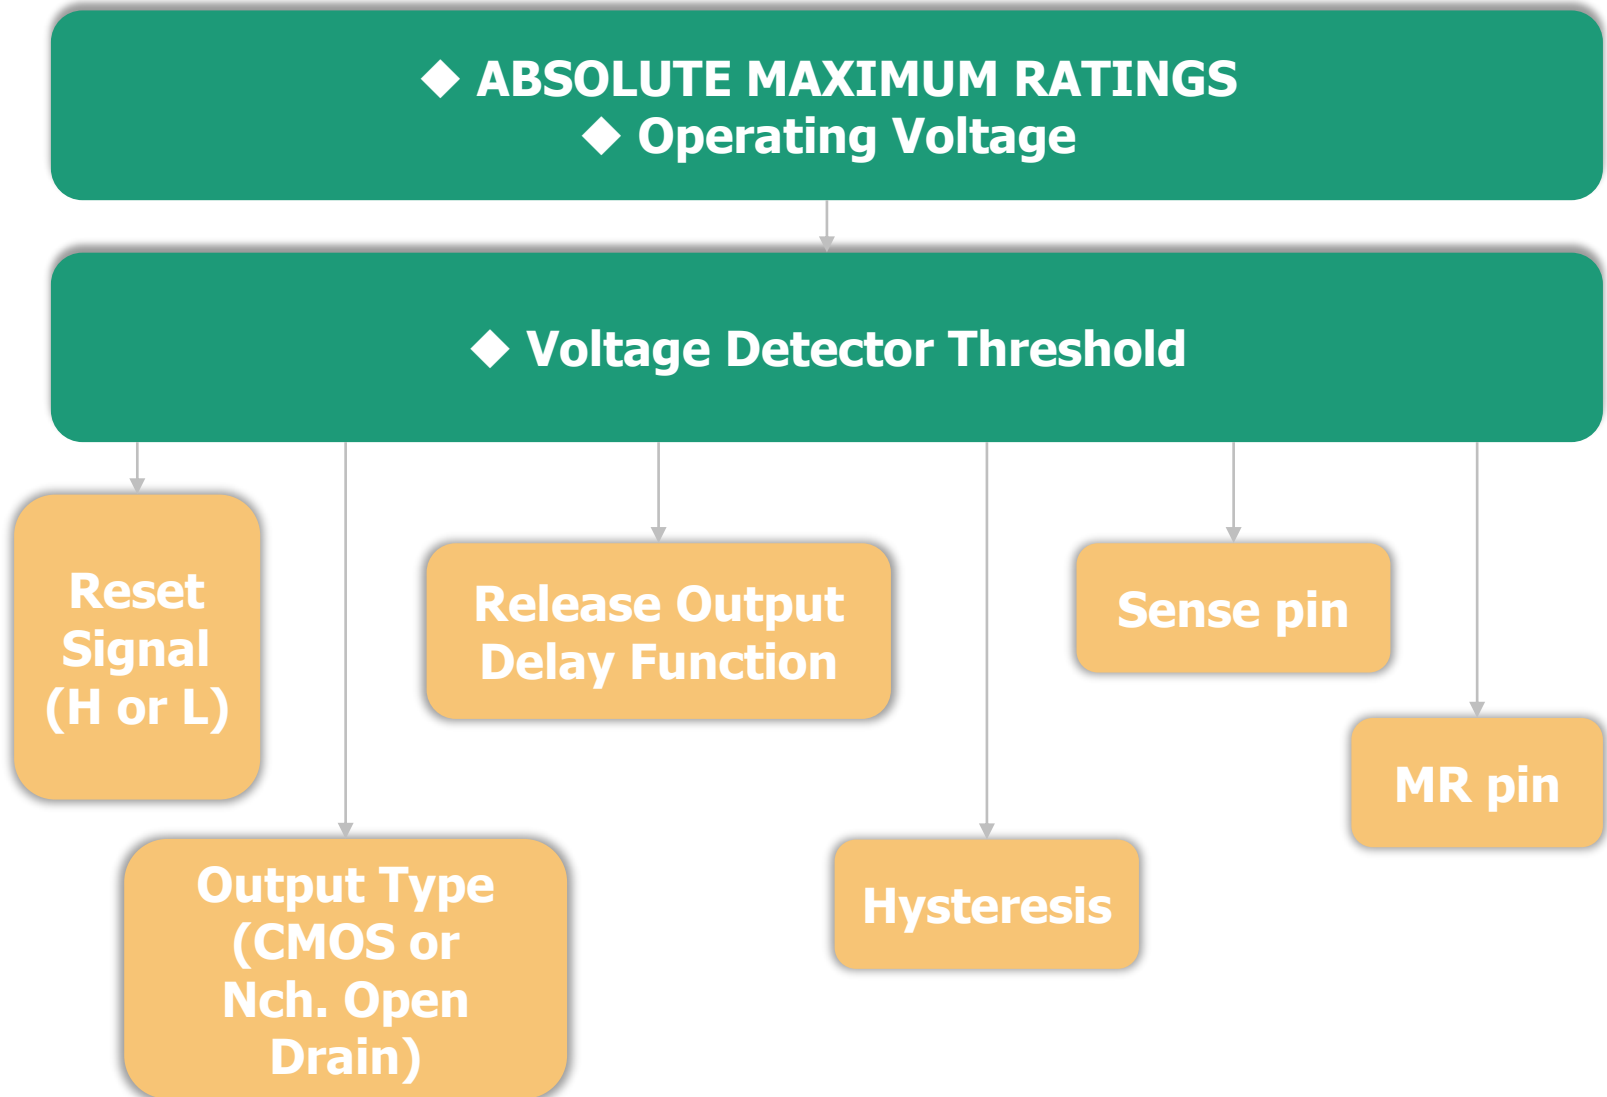 ◆ ABSOLUTE MAXIMUM RATINGS
◆ Operating Voltage
◆ Voltage Detector Threshold
Reset
Signal
(H or L)
Output Type
(CMOS or
Nch. Open
Drain)
Release Output
Delay Function
Hysteresis
Sense pin
MR pin